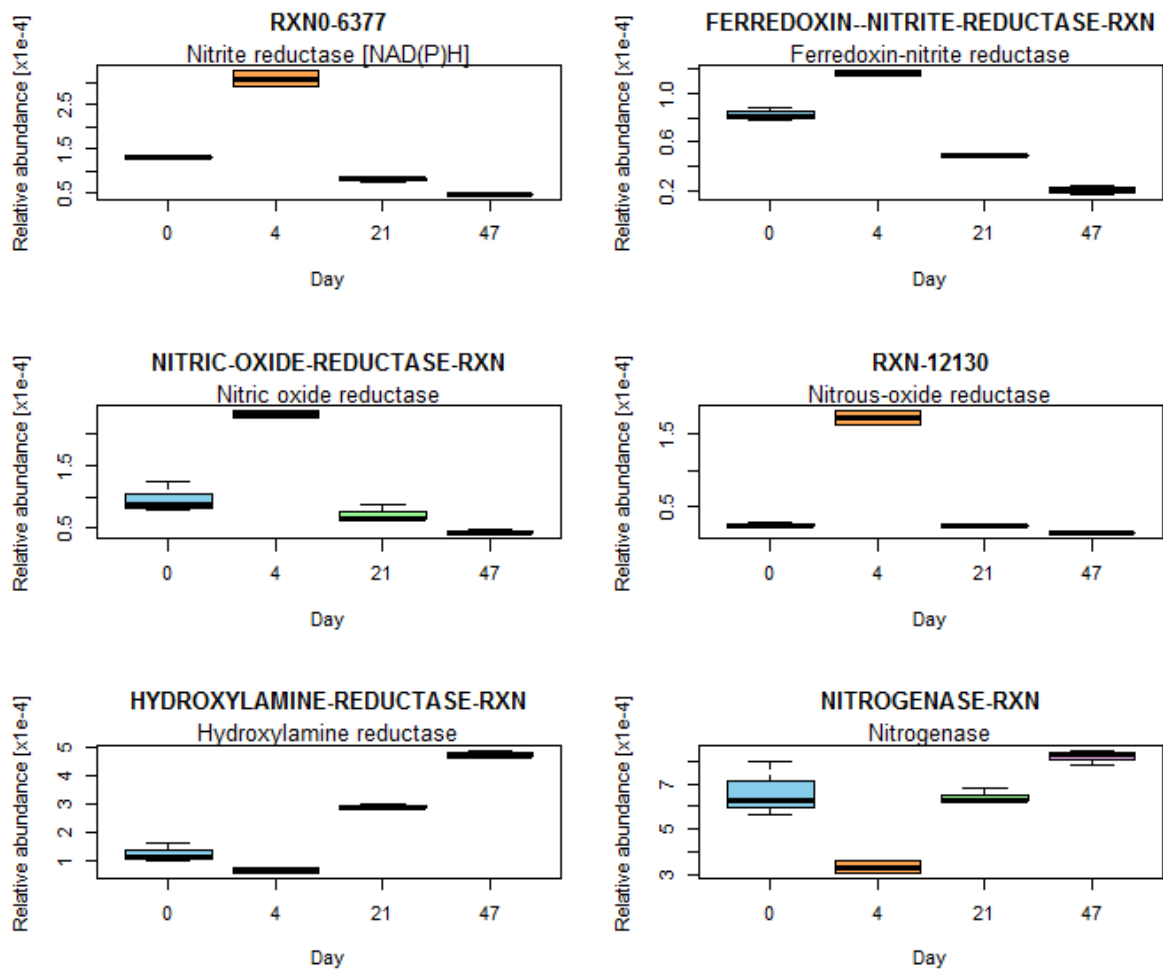 RXN0-6377
Nitrite reductase [NAD(P)H]
Relative abundance [x1e-4]
2.5
1.5
0.5
0 4 21 47
Day
FERREDOXIN--NITRITE-REDUCTASE-RXN
Ferredoxin-nitrite reductase
Relative abundance [x1e-4]
1.0
0.6
0.2
0 4 21 47
Day
NITRIC-OXIDE-REDUCTASE-RXN
Nitric oxide reductase
Relative abundance [x1e-4]
1.5
0.5
0 4 21 47
Day
RXN-12130
Nitrous-oxide reductase
Relative abundance [x1e-4]
1.5
0.5
0 4 21 47
Day
HYDROXYLAMINE-REDUCTASE-RXN
Hydroxylamine reductase
Relative abundance [x1e-4]
5
4
3
2
1
0 4 21 47
Day
NITROGENASE-RXN
Nitrogenase
Relative abundance [x1e-4]
7
5
3
0 4 21 47
Day